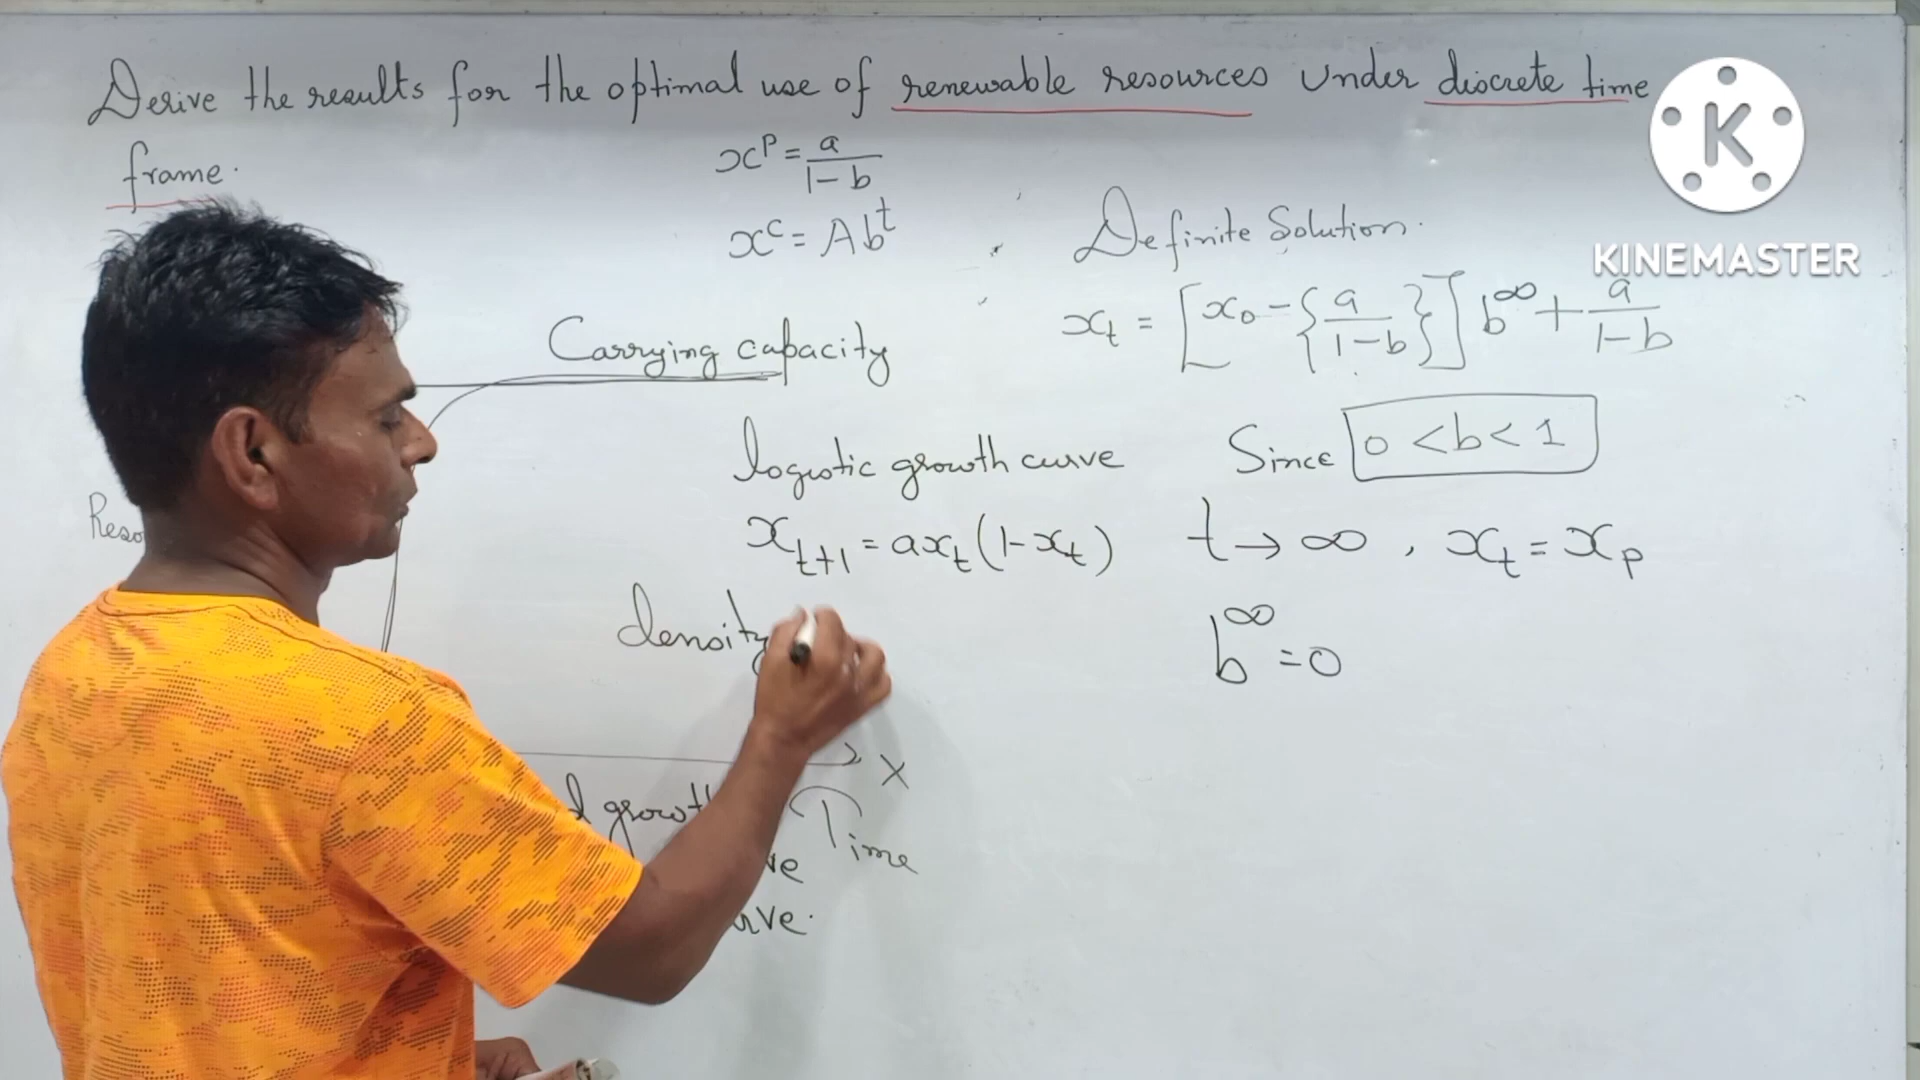 Derive the results for the optimal use of renewable resources under discrete time
frame.
x^p = a/(1-b)
x^c = Ab^t
Definite Solution.
x_t = [x_0 - {a/(1-b)}] b^∞ + a/(1-b)
Carrying capacity
logistic growth curve
Since 0 < b < 1
x_{t+1} = ax_t(1-x_t)
t → ∞, x_t = x_p
density
b^∞ = 0
X
growth
Time
K
KINEMASTER